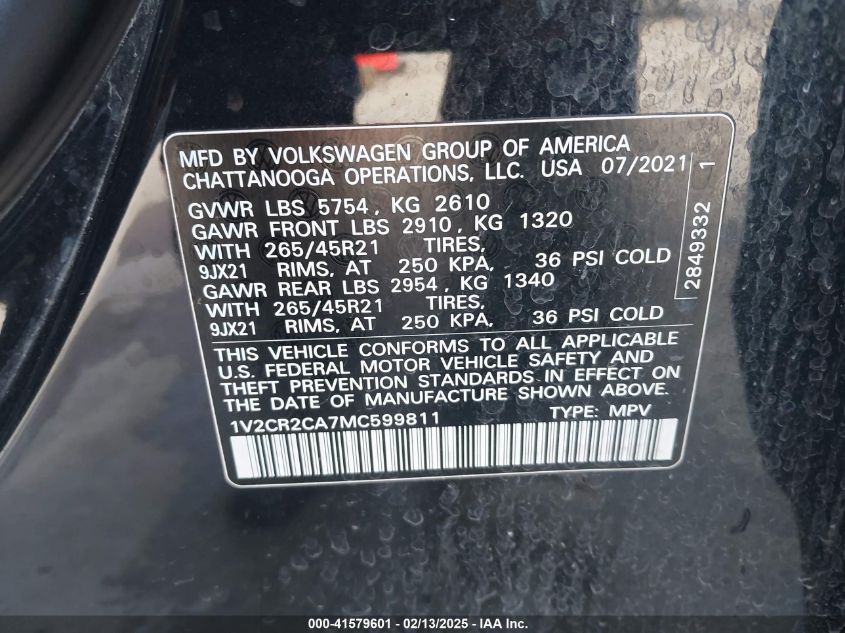 MFD BY VOLKSWAGEN GROUP OF AMERICA
CHATTANOOGA OPERATIONS, LLC. USA 07/2021
GVWR LBS 5754, KG 2610
GAWR FRONT LBS 2910, KG 1320
WITH 265/45R21 TIRES,
9JX21 RIMS, AT 250 KPA, 36 PSI COLD
GAWR REAR LBS 2954, KG 1340
WITH 265/45R21 TIRES,
9JX21 RIMS, AT 250 KPA, 36 PSI COLD
THIS VEHICLE CONFORMS TO ALL APPLICABLE
U.S. FEDERAL MOTOR VEHICLE SAFETY AND
THEFT PREVENTION STANDARDS IN EFFECT ON
THE DATE OF MANUFACTURE SHOWN ABOVE.
1V2CR2CA7MC599811 TYPE: MPV
2849332 1
000-41579601 - 02/13/2025 - IAA Inc.